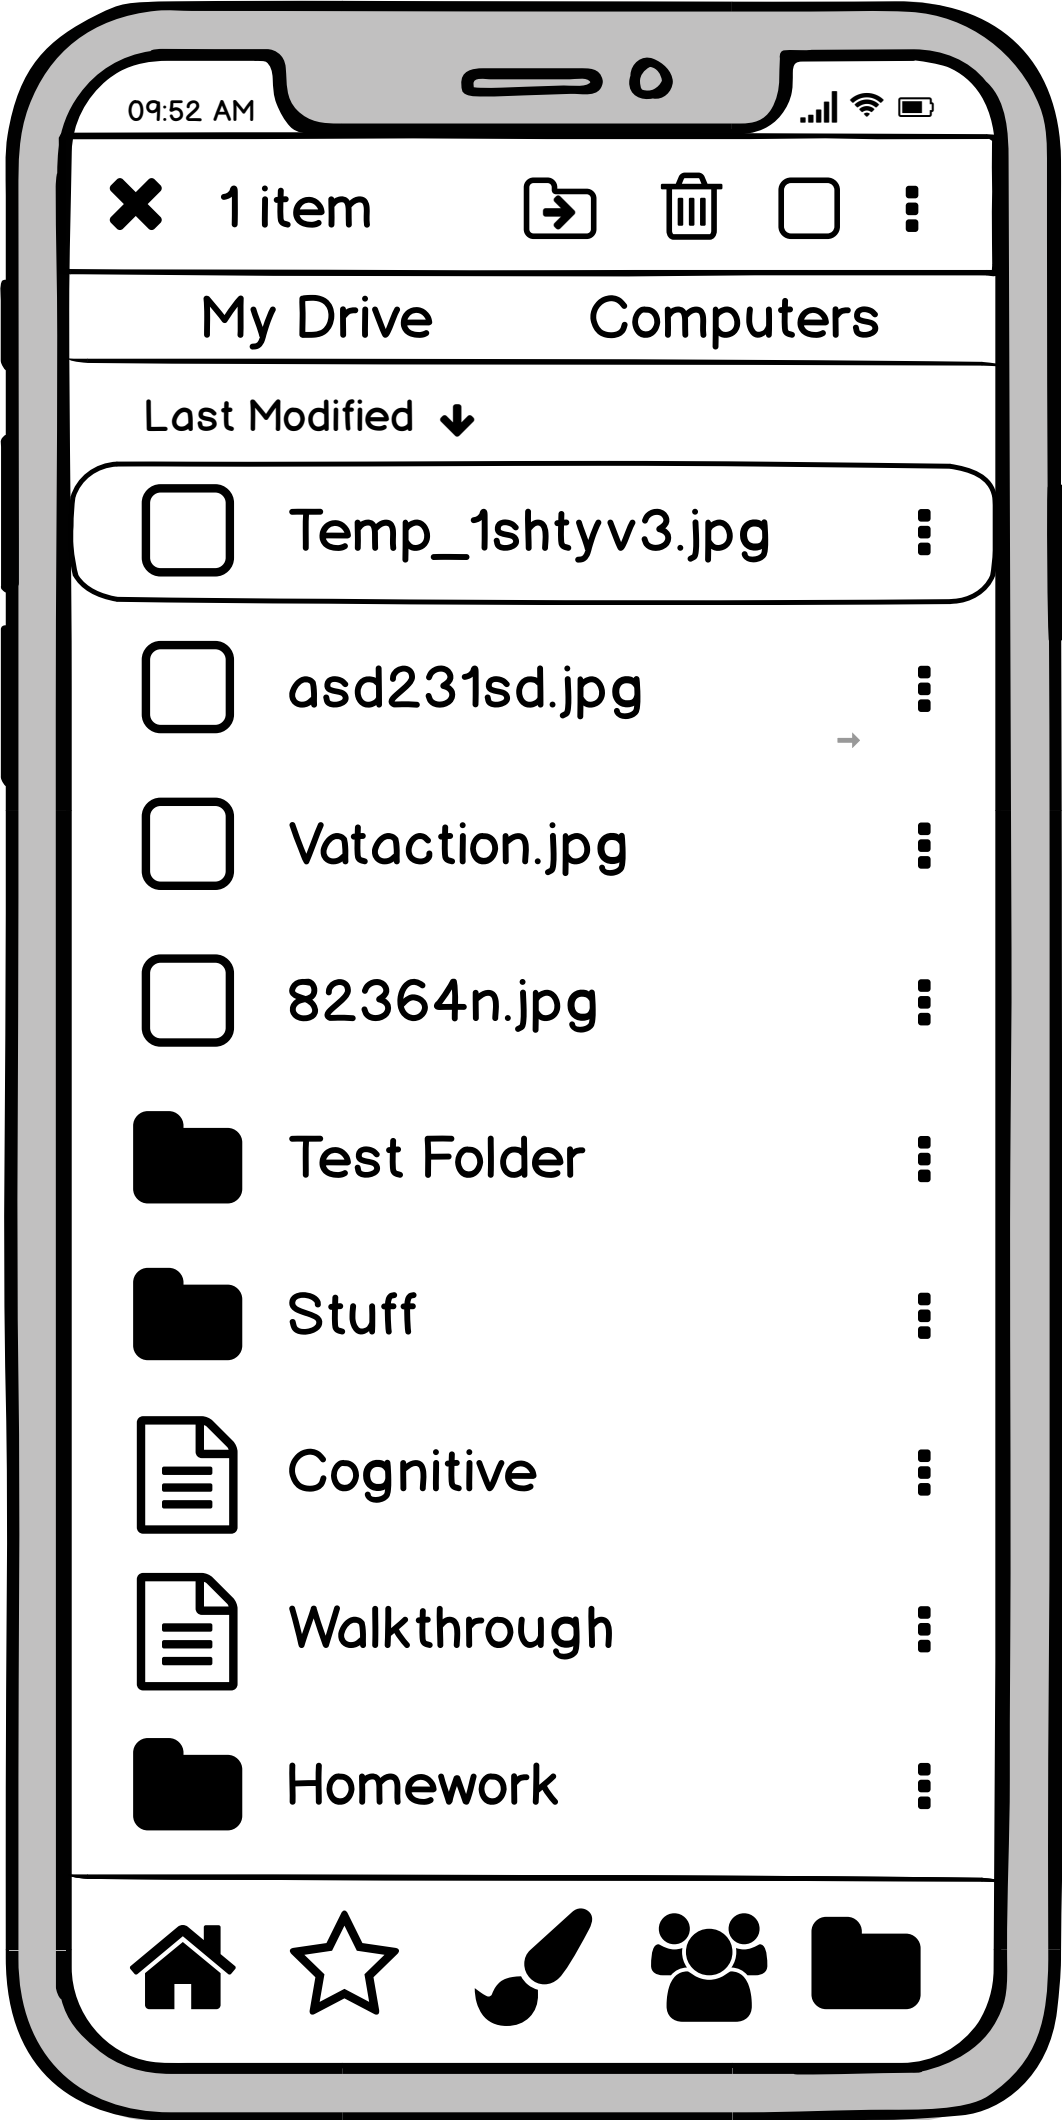 09:52 AM
1 item
My Drive Computers
Last Modified
Temp_1shtyv3.jpg
asd231sd.jpg
Vataction.jpg
82364n.jpg
Test Folder
Stuff
Cognitive
Walkthrough
Homework